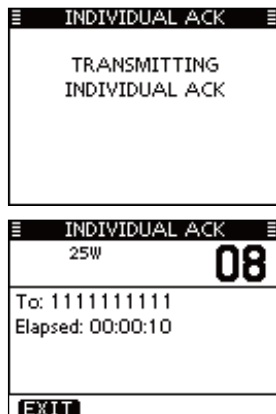 INDIVIDUAL ACK
TRANSMITTING
INDIVIDUAL ACK
INDIVIDUAL ACK
25W
08
To: 1111111111
Elapsed: 00:00:10
EXIT